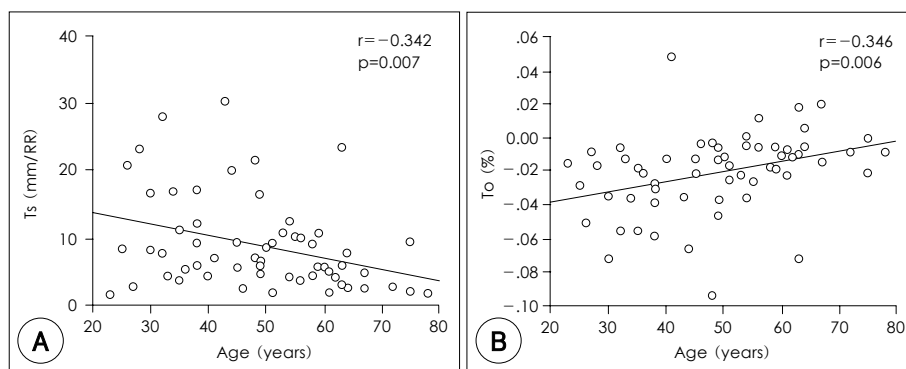 r=−0.342
p=0.007
Ts (mm/RR)
40
30
20
10
0
20 30 40 50 60 70 80
Age (years)
A
r=−0.346
p=0.006
To (%)
.06
.04
.02
0.00
−.02
−.04
−.06
−.08
−.10
20 30 40 50 60 70 80
Age (years)
B